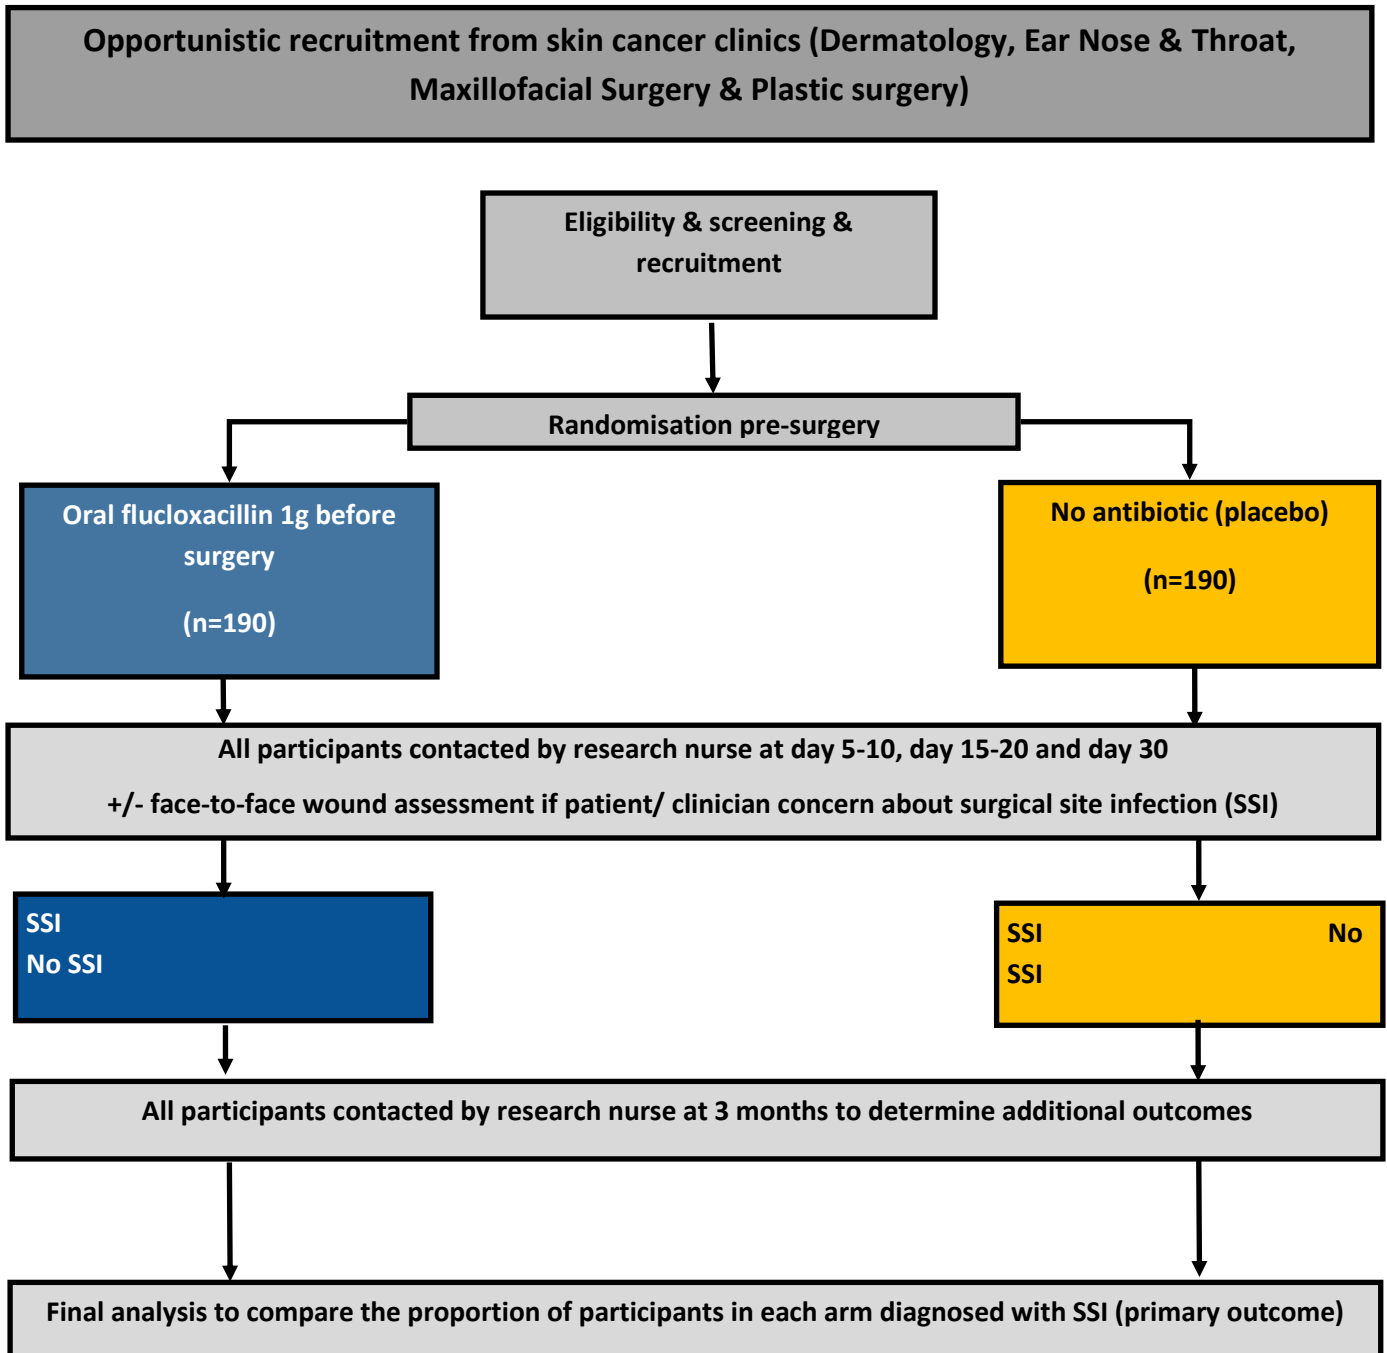 Opportunistic recruitment from skin cancer clinics (Dermatology, Ear Nose & Throat,
Maxillofacial Surgery & Plastic surgery)
Eligibility & screening &
recruitment
Randomisation pre-surgery
Oral flucloxacillin 1g before
surgery
(n=190)
No antibiotic (placebo)
(n=190)
All participants contacted by research nurse at day 5-10, day 15-20 and day 30
+/- face-to-face wound assessment if patient/ clinician concern about surgical site infection (SSI)
SSI
No SSI
SSI No
SSI
All participants contacted by research nurse at 3 months to determine additional outcomes
Final analysis to compare the proportion of participants in each arm diagnosed with SSI (primary outcome)